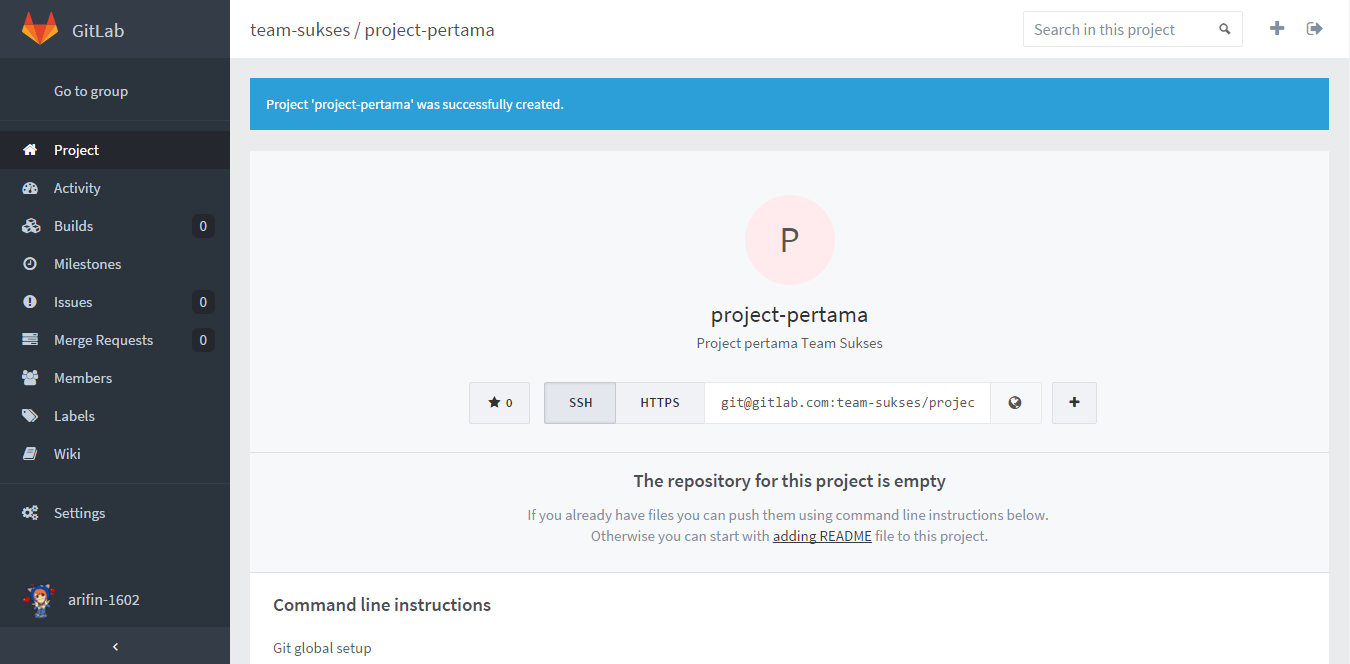 GitLab
team-sukses / project-pertama
Search in this project
Go to group
Project 'project-pertama' was successfully created.
Project
Activity
Builds 0
Milestones
Issues 0
Merge Requests 0
Members
Labels
Wiki
Settings
arifin-1602
P
project-pertama
Project pertama Team Sukses
0 SSH HTTPS git@gitlab.com:team-sukses/projec
The repository for this project is empty
If you already have files you can push them using command line instructions below.
Otherwise you can start with adding README file to this project.
Command line instructions
Git global setup